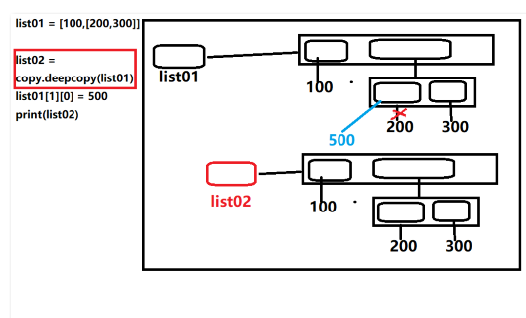 list01 = [100,[200,300]]
list02 =
copy.deepcopy(list01)
list01[1][0] = 500
print(list02)
list01
100
200
300
500
list02
100
200
300